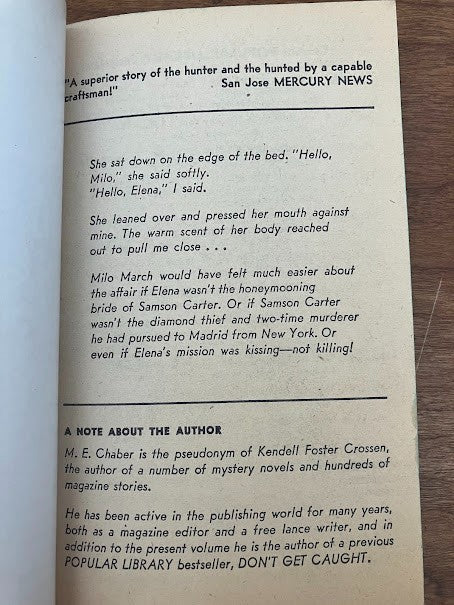 "A superior story of the hunter and the hunted by a capable
craftsman!" San Jose MERCURY NEWS
She sat down on the edge of the bed. "Hello,
Milo," she said softly.
"Hello, Elena," I said.
She leaned over and pressed her mouth against
mine. The warm scent of her body reached
out to pull me close . . .
Milo March would have felt much easier about
the affair if Elena wasn't the honeymooning
bride of Samson Carter. Or if Samson Carter
wasn't the diamond thief and two-time murderer
he had pursued to Madrid from New York. Or
even if Elena's mission was kissing—not killing!
A NOTE ABOUT THE AUTHOR
M. E. Chaber is the pseudonym of Kendell Foster Crossen,
the author of a number of mystery novels and hundreds of
magazine stories.
He has been active in the publishing world for many years,
both as a magazine editor and a free lance writer, and in
addition to the present volume he is the author of a previous
POPULAR LIBRARY bestseller, DON'T GET CAUGHT.